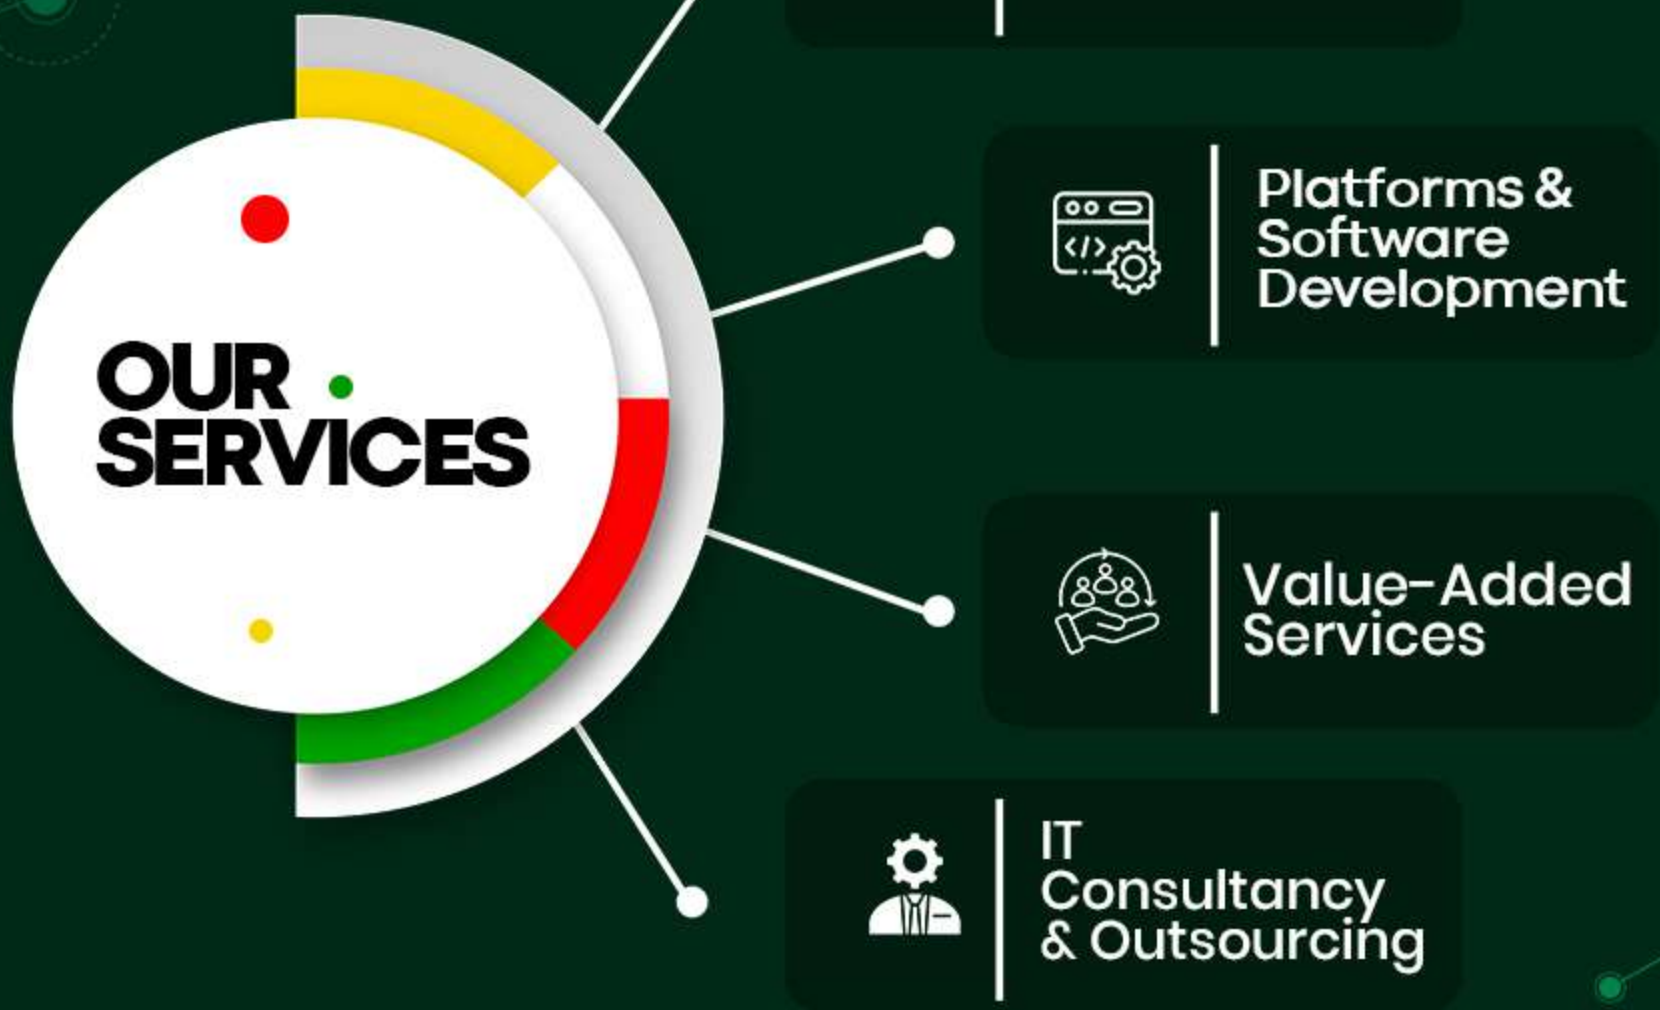 OUR
SERVICES
Platforms &
Software
Development
Value-Added
Services
IT
Consultancy
& Outsourcing